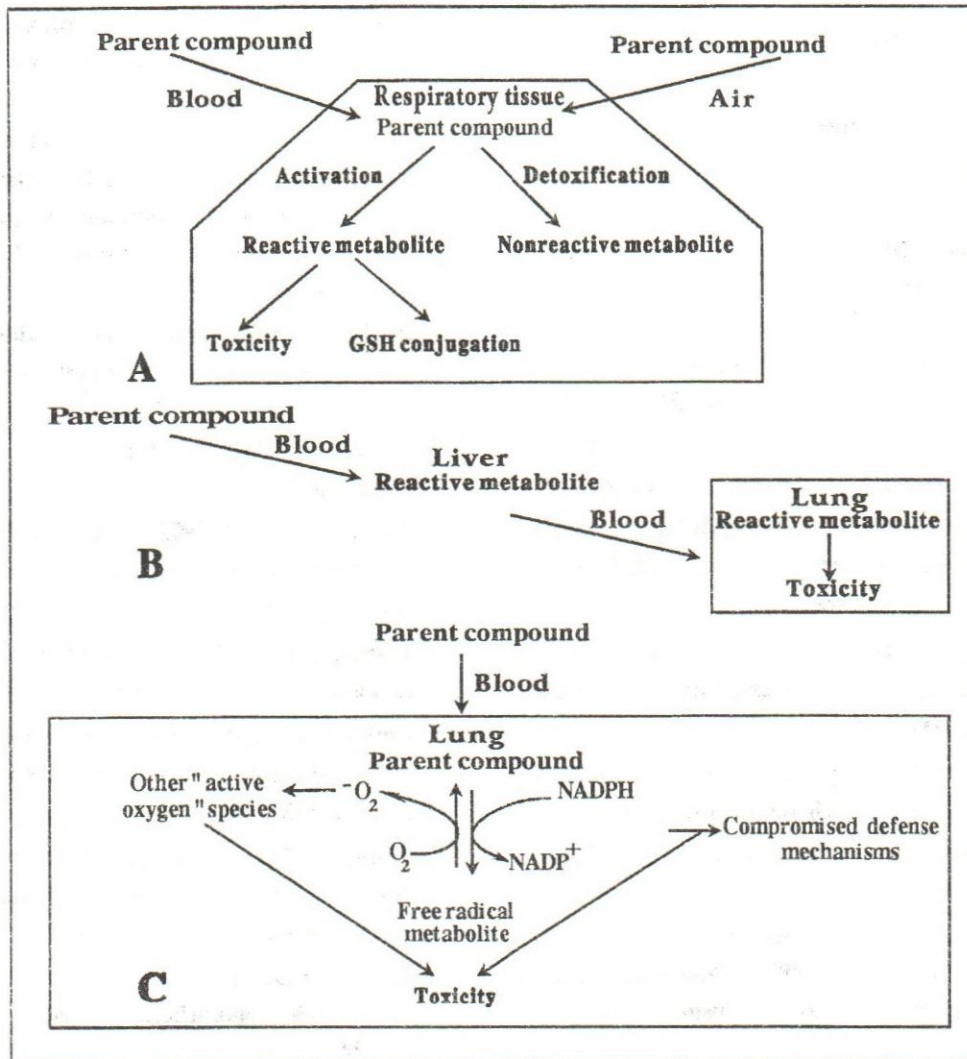 Parent compound
Parent compound
Blood
Air
Respiratory tissue
Parent compound
Activation
Detoxification
Reactive metabolite
Nonreactive metabolite
Toxicity
GSH conjugation
A
Parent compound
Blood
Liver
Reactive metabolite
Blood
Lung
Reactive metabolite
Toxicity
B
Parent compound
Blood
Lung
Parent compound
Other "active
oxygen" species
⁻O₂
NADPH
O₂
NADP⁺
Compromised defense
mechanisms
Free radical
metabolite
Toxicity
C